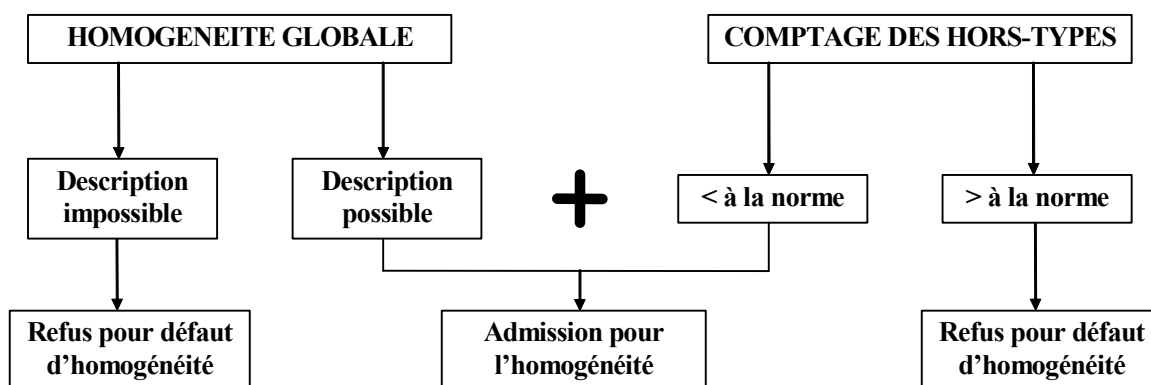 HOMOGENEITE GLOBALE
COMPTAGE DES HORS-TYPES
Description
impossible
Description
possible
+
< à la norme
> à la norme
Refus pour défaut
d’homogénéité
Admission pour
l’homogénéité
Refus pour défaut
d’homogénéité